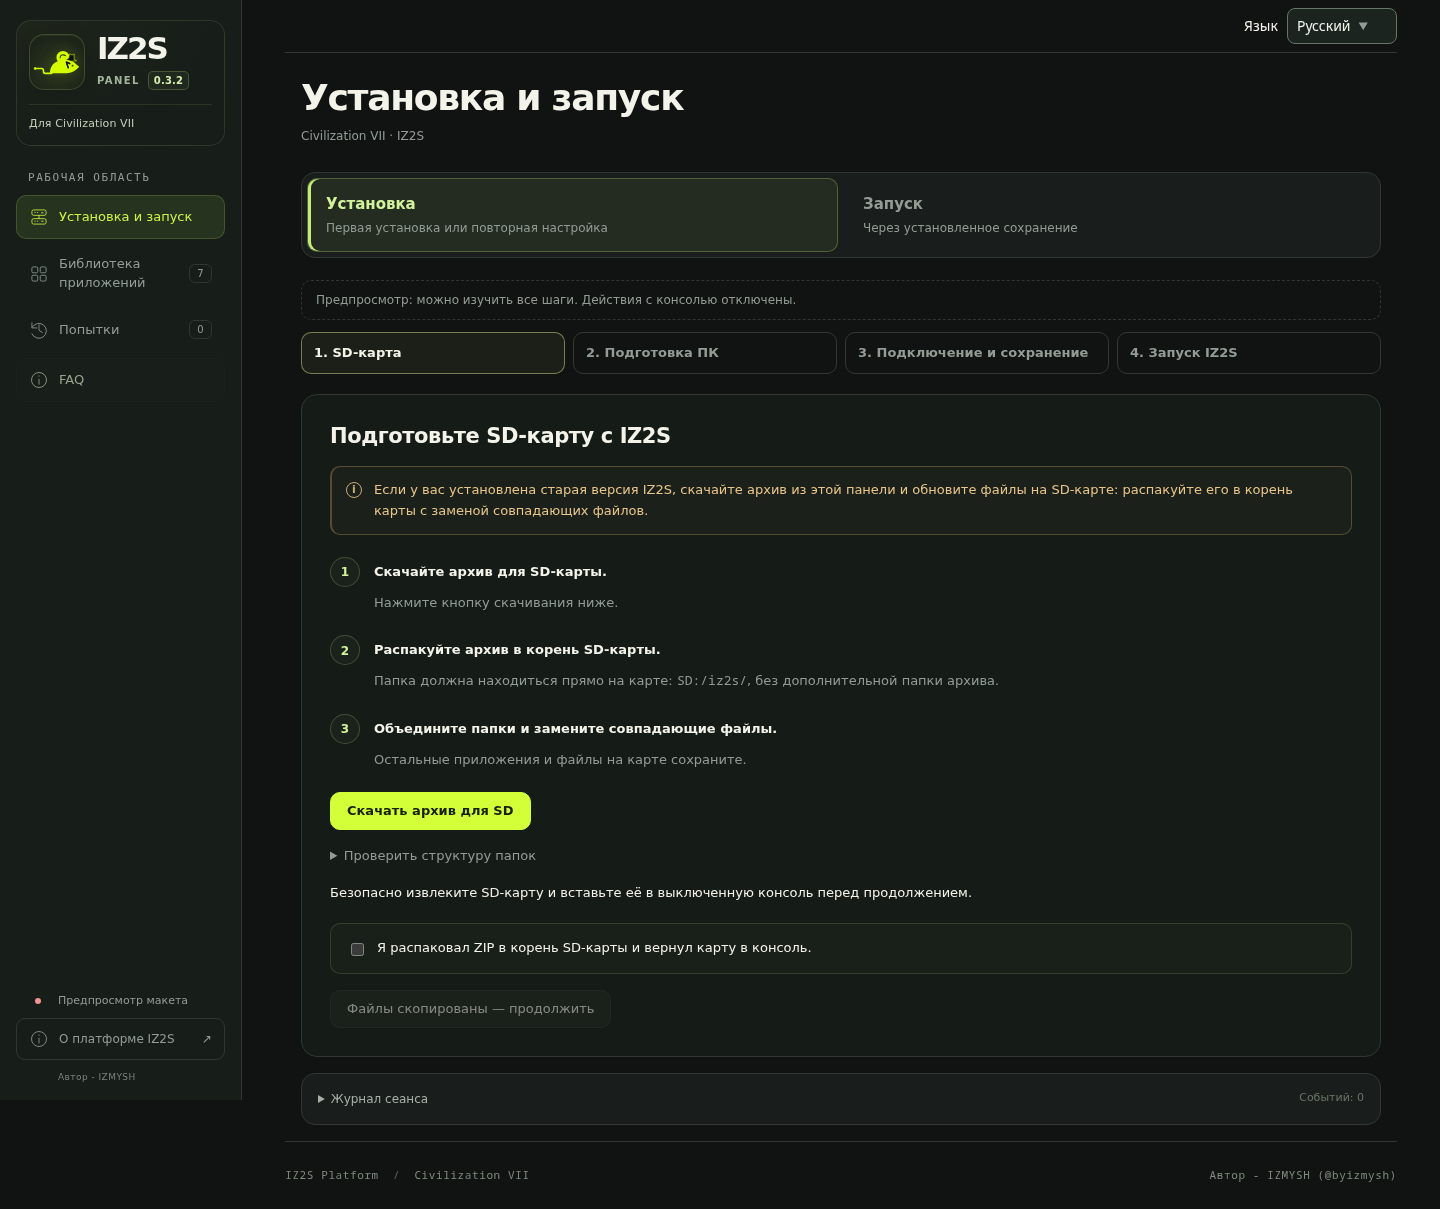 IZ2S
PANEL 0.3.2
Для Civilization VII
РАБОЧАЯ ОБЛАСТЬ
Установка и запуск
Библиотека
приложений
7
Попытки
0
FAQ
Предпросмотр макета
О платформе IZ2S ↗
Автор - IZMYSH
Язык
Русский ▼
Установка и запуск
Civilization VII · IZ2S
Установка
Первая установка или повторная настройка
Запуск
Через установленное сохранение
Предпросмотр: можно изучить все шаги. Действия с консолью отключены.
1. SD-карта
2. Подготовка ПК
3. Подключение и сохранение
4. Запуск IZ2S
Подготовьте SD-карту с IZ2S
Если у вас установлена старая версия IZ2S, скачайте архив из этой панели и обновите файлы на SD-карте: распакуйте его в корень
карты с заменой совпадающих файлов.
1
Скачайте архив для SD-карты.
Нажмите кнопку скачивания ниже.
2
Распакуйте архив в корень SD-карты.
Папка должна находиться прямо на карте: SD:/iz2s/, без дополнительной папки архива.
3
Объедините папки и замените совпадающие файлы.
Остальные приложения и файлы на карте сохраните.
Скачать архив для SD
▶ Проверить структуру папок
Безопасно извлеките SD-карту и вставьте её в выключенную консоль перед продолжением.
Я распаковал ZIP в корень SD-карты и вернул карту в консоль.
Файлы скопированы — продолжить
▶ Журнал сеанса
Событий: 0
IZ2S Platform / Civilization VII
Автор - IZMYSH (@byizmysh)